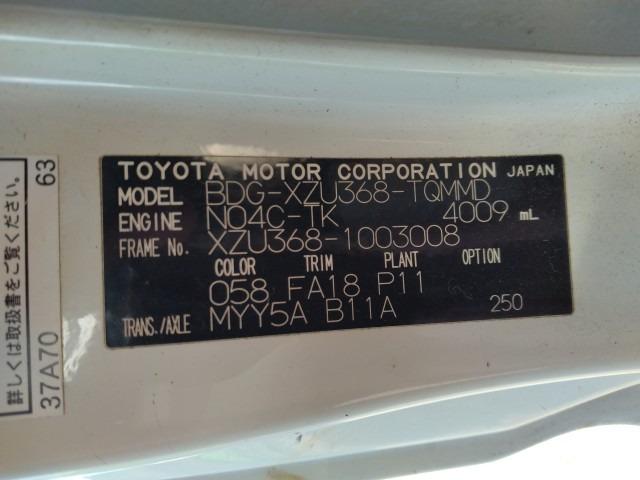 TOYOTA MOTOR CORPORATION JAPAN
MODEL BDG-XZU368-TQMMD
ENGINE N04C-TK 4009 mL
FRAME No. XZU368-1003008
COLOR TRIM PLANT OPTION
058 FA18 P11
TRANS./AXLE MYY5A B11A 250
詳しくは取扱書をご覧ください。 63
37A70